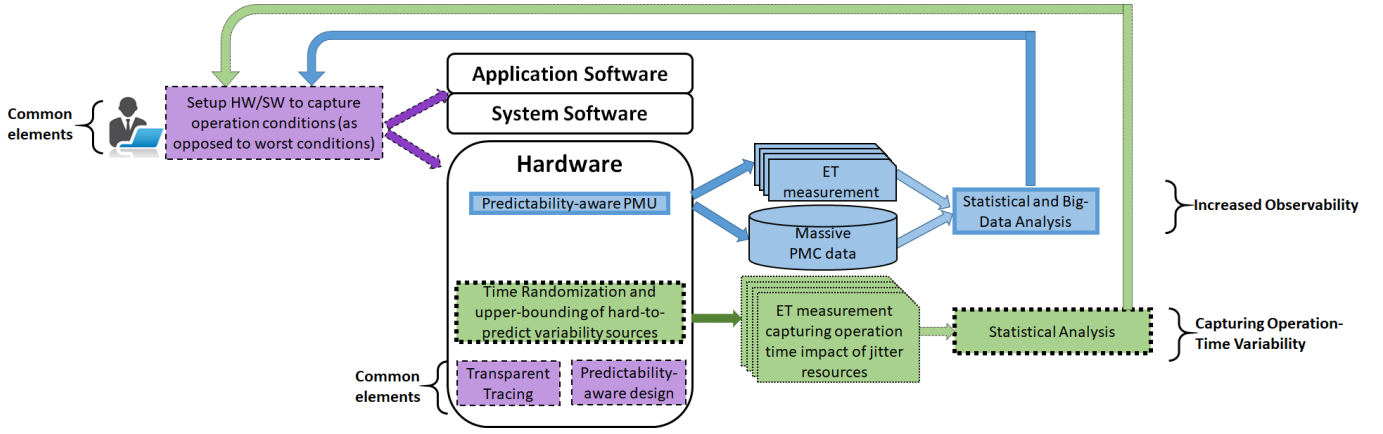 Common
elements
Setup HW/SW to capture
operation conditions (as
opposed to worst conditions)
Application Software
System Software
Hardware
Predictability-aware PMU
ET
measurement
Massive
PMC data
Statistical and Big-
Data Analysis
Increased Observability
Time Randomization and
upper-bounding of hard-to-
predict variability sources
ET measurement
capturing operation
time impact of jitter
resources
Statistical Analysis
Capturing Operation-
Time Variability
Common
elements
Transparent
Tracing
Predictability-
aware design